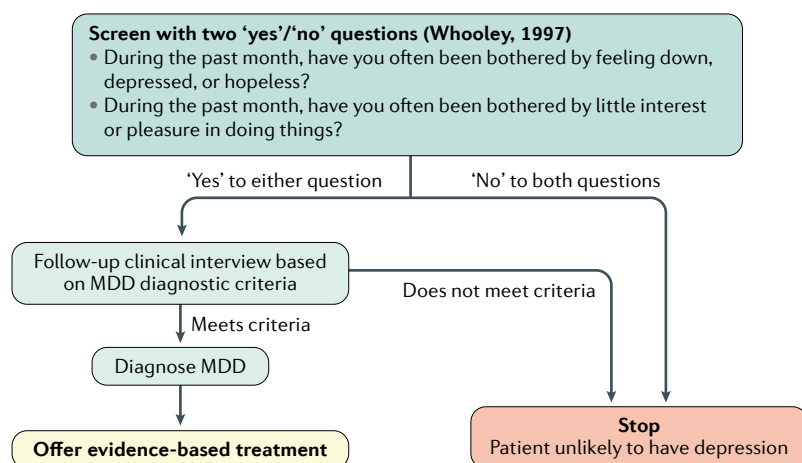 Screen with two ‘yes’/‘no’ questions (Whooley, 1997)
• During the past month, have you often been bothered by feeling down,
depressed, or hopeless?
• During the past month, have you often been bothered by little interest
or pleasure in doing things?
‘Yes’ to either question
‘No’ to both questions
Follow-up clinical interview based
on MDD diagnostic criteria
Does not meet criteria
Meets criteria
Diagnose MDD
Offer evidence-based treatment
Stop
Patient unlikely to have depression